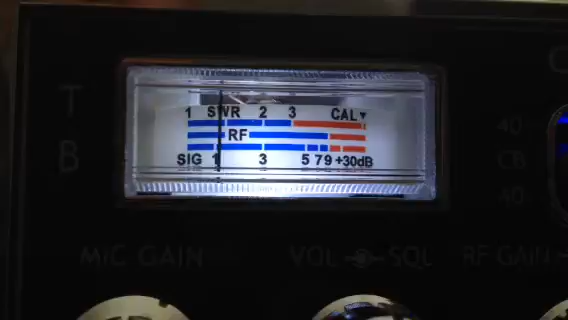 T
B
1 SWR 2 3 CAL▼
RF
SIG 1 3 5 7 9 +30dB
40
CB
40
MIC GAIN
VOL SQL
RF GAIN